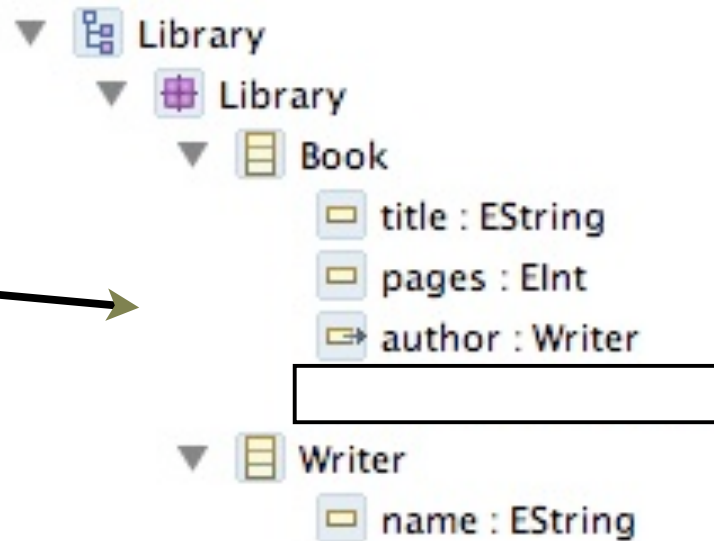 Library
Library
Book
title : EString
pages : EInt
author : Writer
Writer
name : EString